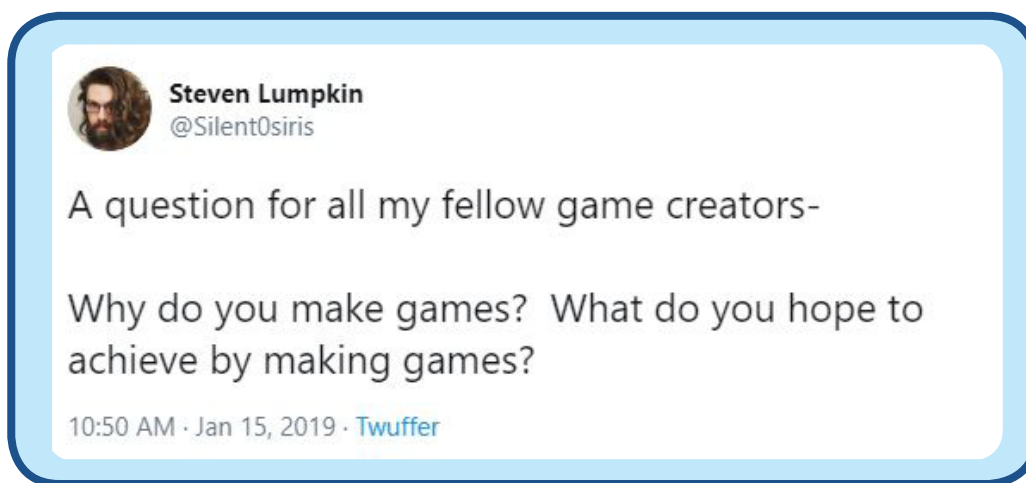 Steven Lumpkin
@Silent0siris
A question for all my fellow game creators-
Why do you make games?  What do you hope to
achieve by making games?
10:50 AM · Jan 15, 2019 · Twuffer